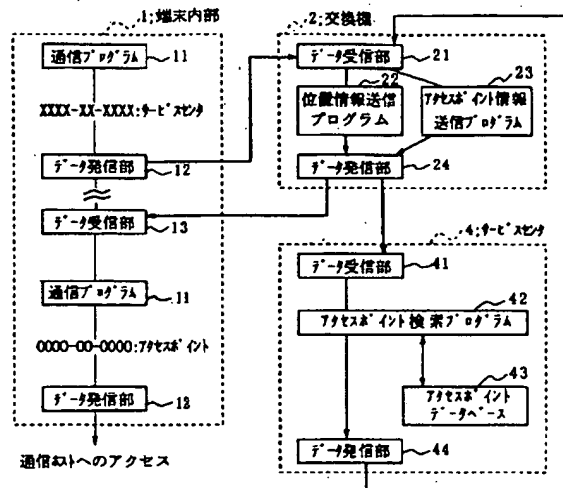 1;端末内部
通信プログラム
11
XXXX-XX-XXXX:サービスセンタ
データ発信部
12
データ受信部
13
通信プログラム
11
0000-00-0000:アクセスポイント
データ発信部
12
通信ホストへのアクセス
2;交換機
データ受信部
21
22
位置情報送信
プログラム
23
アクセスポイント情報
送信プログラム
データ発信部
24
4;サービスセンタ
データ受信部
41
42
アクセスポイント検索プログラム
43
アクセスポイント
データベース
データ発信部
44